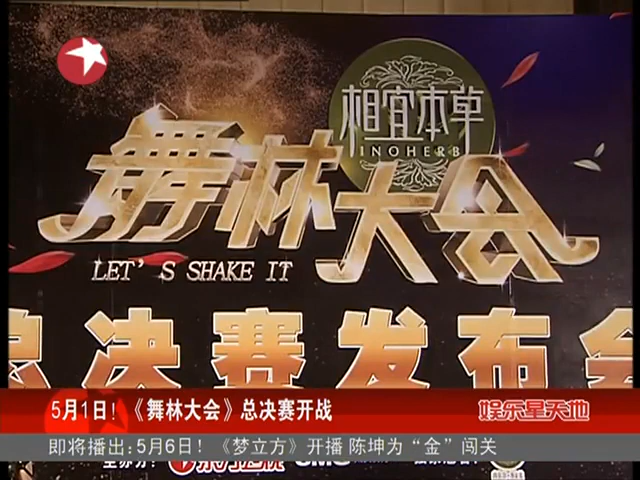 相宜本草
INOHERB
舞林大会
LET'S SHAKE IT
总决赛发布会
5月1日！《舞林大会》总决赛开战
娱乐星天地
即将播出:5月6日！《梦立方》开播 陈坤为“金”闯关